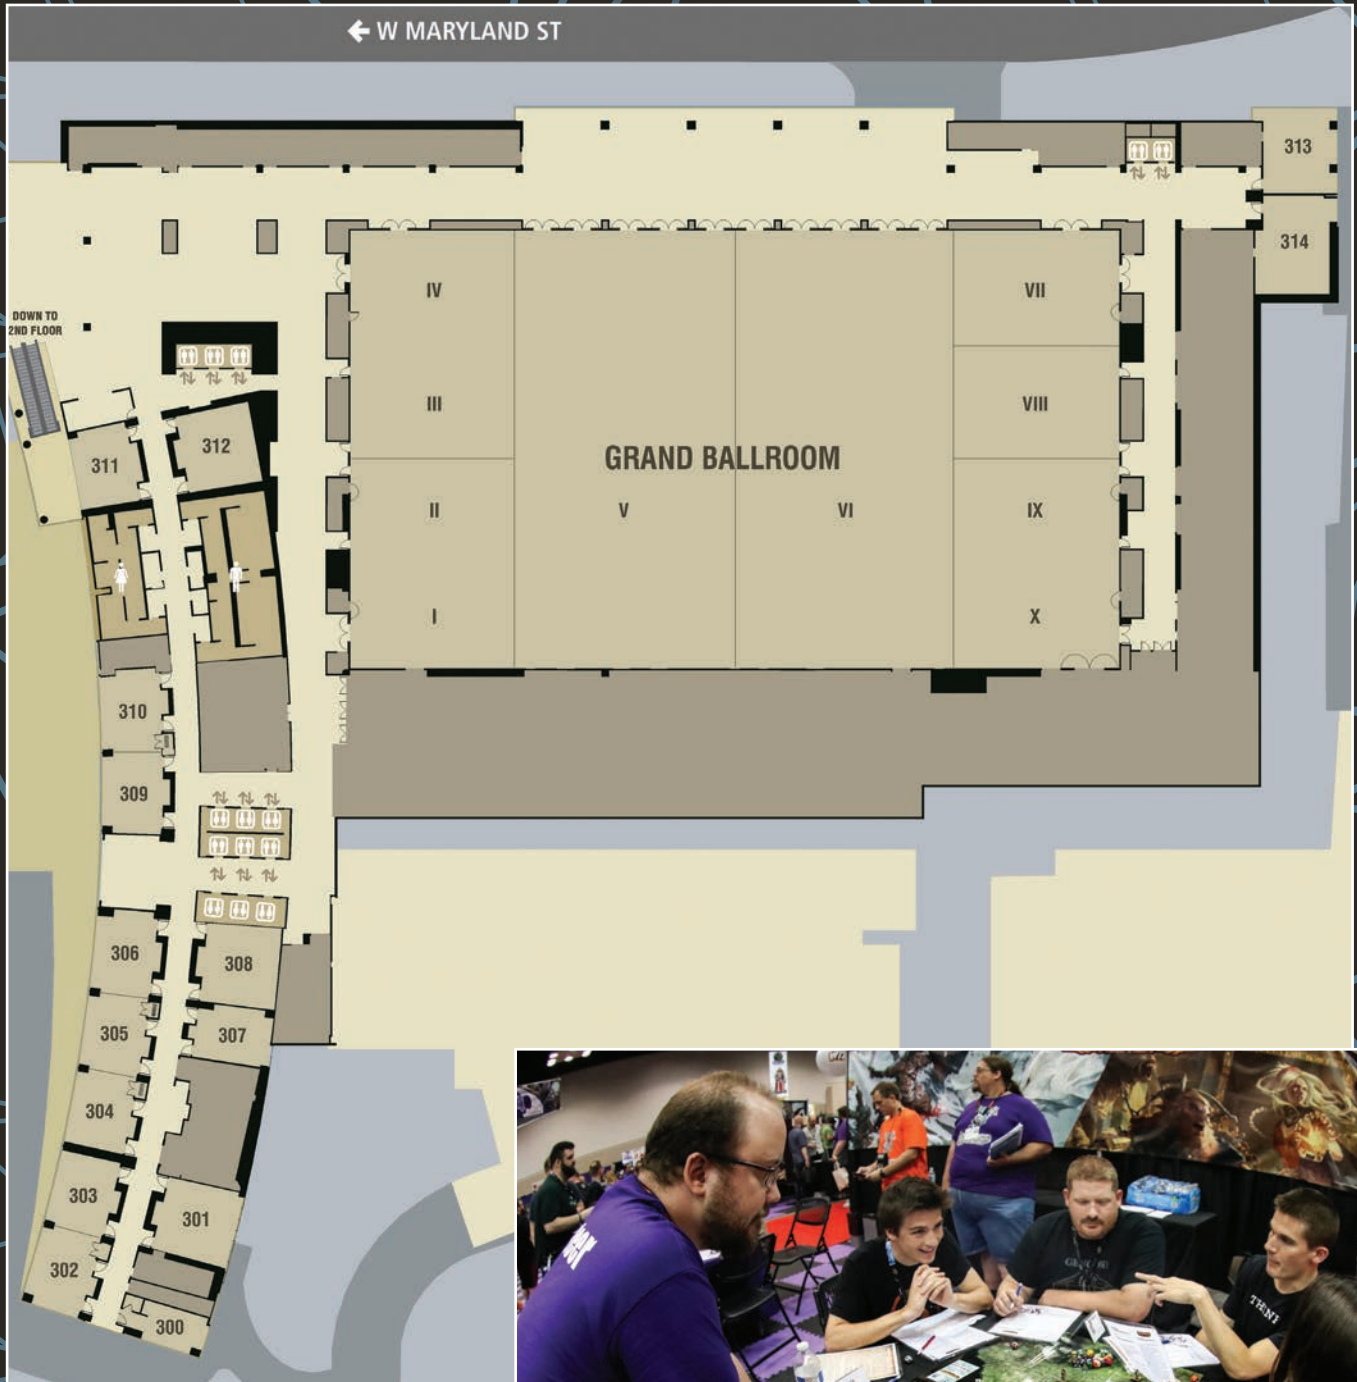 ← W MARYLAND ST
313
314
IV
VII
DOWN TO
2ND FLOOR
III
VIII
312
311
GRAND BALLROOM
II
V
VI
IX
I
X
310
309
306
308
305
307
304
303
301
302
300